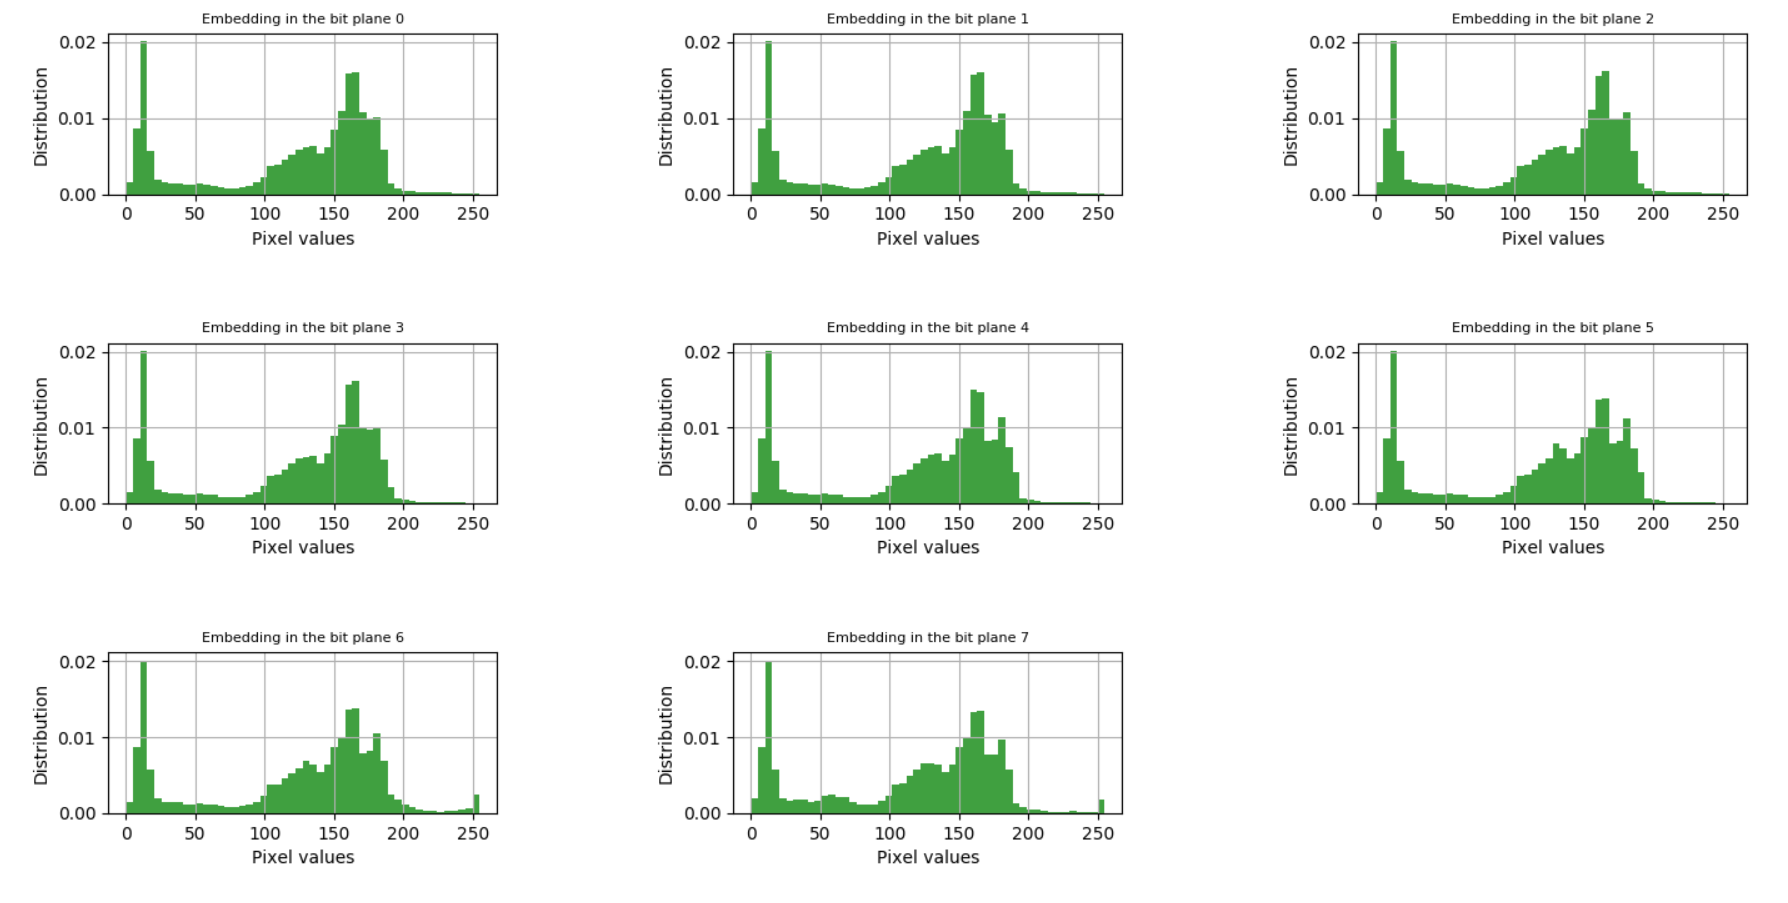 Embedding in the bit plane 0
Embedding in the bit plane 1
Embedding in the bit plane 2
0.02
0.01
0.00
Distribution
0 50 100 150 200 250
Pixel values
0.02
0.01
0.00
Distribution
0 50 100 150 200 250
Pixel values
0.02
0.01
0.00
Distribution
0 50 100 150 200 250
Pixel values
Embedding in the bit plane 3
Embedding in the bit plane 4
Embedding in the bit plane 5
0.02
0.01
0.00
Distribution
0 50 100 150 200 250
Pixel values
0.02
0.01
0.00
Distribution
0 50 100 150 200 250
Pixel values
0.02
0.01
0.00
Distribution
0 50 100 150 200 250
Pixel values
Embedding in the bit plane 6
Embedding in the bit plane 7
0.02
0.01
0.00
Distribution
0 50 100 150 200 250
Pixel values
0.02
0.01
0.00
Distribution
0 50 100 150 200 250
Pixel values